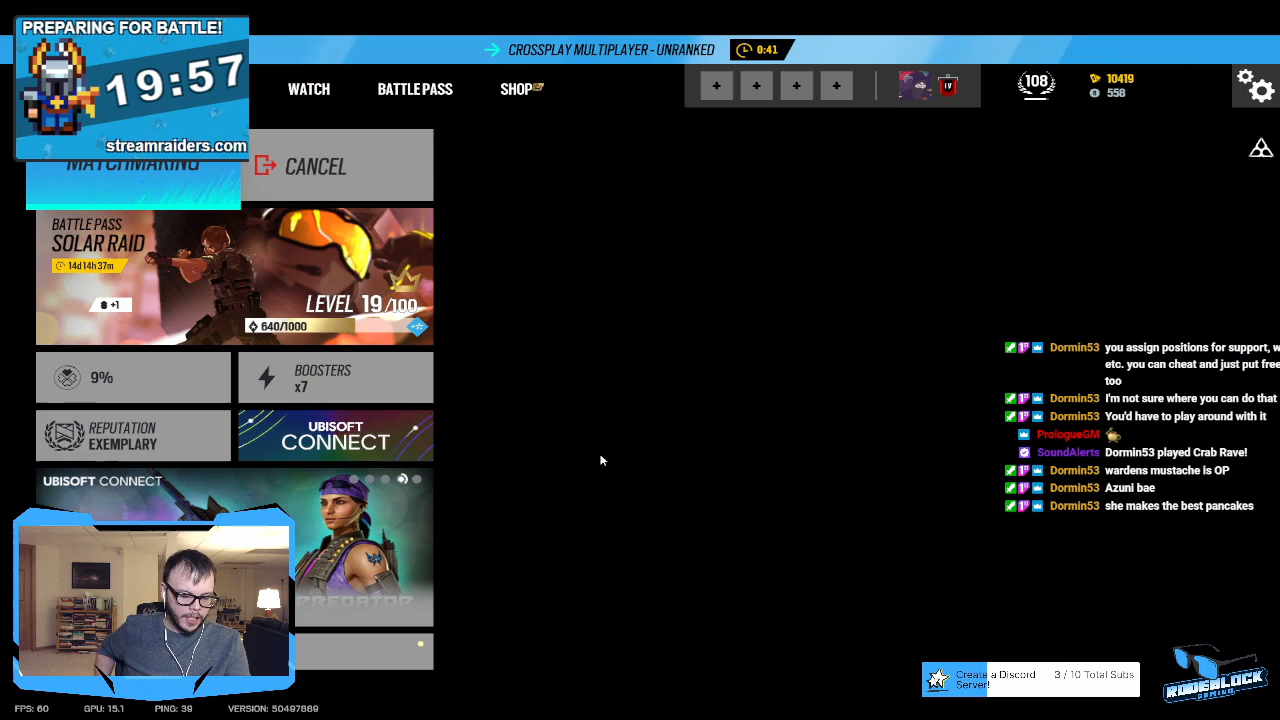 PREPARING FOR BATTLE!
19:57
streamraiders.com
CROSSPLAY MULTIPLAYER - UNRANKED
0:41
WATCH
BATTLE PASS
SHOP
+ + + +
IV
108
10419
558
MATCHMAKING
CANCEL
BATTLE PASS
SOLAR RAID
14d14h37m
+1
LEVEL 19/100
640/1000
9%
BOOSTERS
x7
REPUTATION
EXEMPLARY
UBISOFT
CONNECT
UBISOFT CONNECT
PREDATOR
Dormin53 you assign positions for support, w
etc. you can cheat and just put free
too
Dormin53 I'm not sure where you can do that
Dormin53 You'd have to play around with it
PrologueGM
SoundAlerts Dormin53 played Crab Rave!
Dormin53 wardens mustache is OP
Dormin53 Azuni bae
Dormin53 she makes the best pancakes
Create a Discord
Server!
3 / 10 Total Subs
RODEBLOCK
GAMING
FPS: 60
GPU: 15.1
PING: 39
VERSION: 50497889